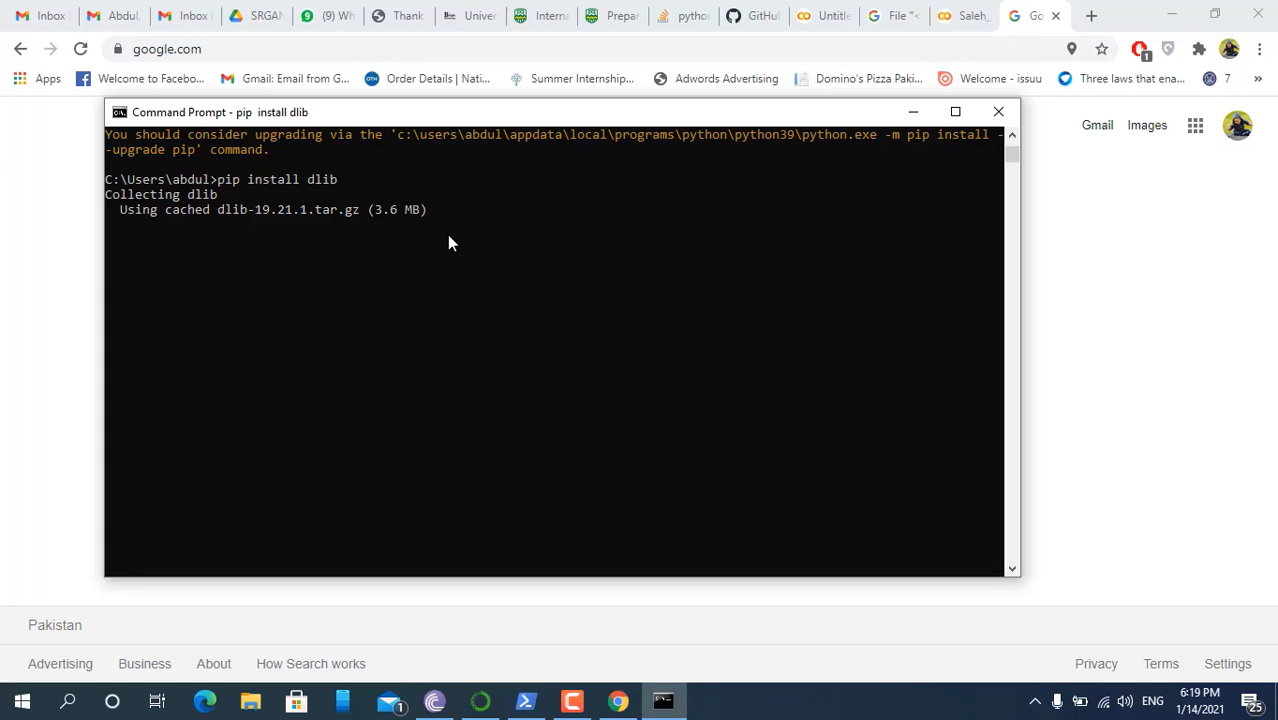 Inbox
Abdul,
Inbox (
SRGAN
(9) Wh
Thank
Univer
Interna
Prepar
pytho
GitHU
Untitle
File "<
Saleh_
Go
google.com
1
Apps
Welcome to Facebo...
Gmail: Email from G...
Order Details | Nati...
Summer Internship...
Adwords Advertising
Domino's Pizza Paki...
Welcome - issuu
Three laws that ena...
7
»
Command Prompt - pip  install dlib
Gmail
Images
You should consider upgrading via the 'c:\users\abdul\appdata\local\programs\python\python39\python.exe -m pip install -
-upgrade pip' command.
C:\Users\abdul>pip install dlib
Collecting dlib
Using cached dlib-19.21.1.tar.gz (3.6 MB)
Pakistan
Advertising
Business
About
How Search works
Privacy
Terms
Settings
1
ENG
6:19 PM
1/14/2021
25